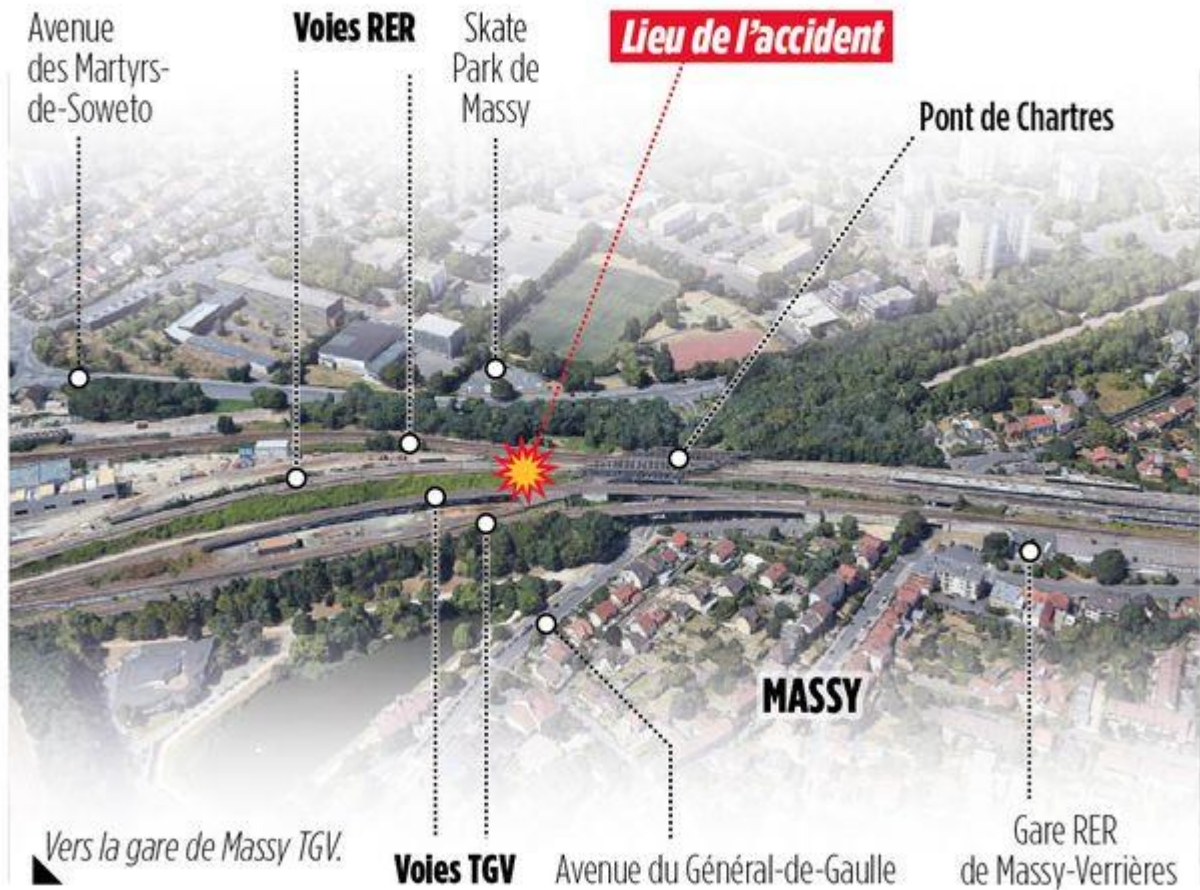 Avenue
des Martyrs-
de-Soweto
Voies RER
Skate
Park de
Massy
Lieu de l'accident
Pont de Chartres
MASSY
Vers la gare de Massy TGV.
Voies TGV
Avenue du Général-de-Gaulle
Gare RER
de Massy-Verrières